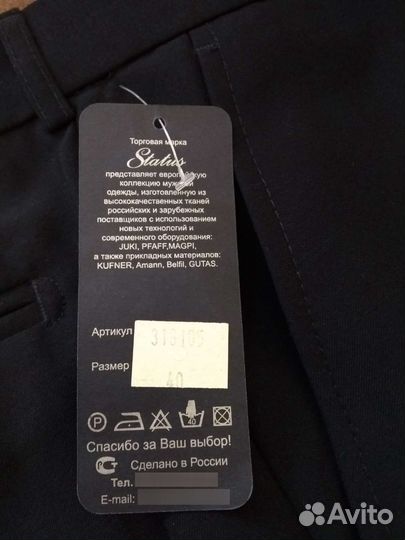 Торговая марка
Status
представляет европейскую
коллекцию мужской
одежды, изготовленную из
высококачественных тканей
российских и зарубежных
поставщиков с использованием
новых технологий и
современного оборудования:
JUKI, PFAFF,MAGPI,
а также прикладных материалов:
KUFNER, Amann, Belfil, GUTAS.
Артикул
Размер 40
P 40
Спасибо за Ваш выбор!
Сделано в России
Тел.
E-mail:
Avito